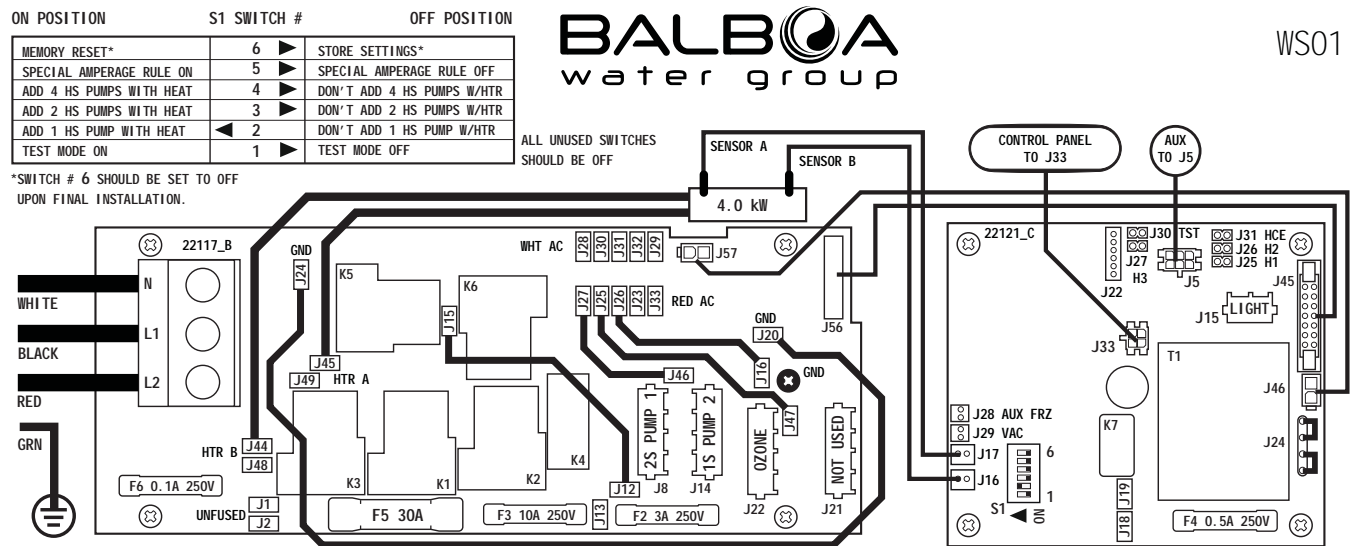 ON POSITION S1 SWITCH # OFF POSITION
MEMORY RESET* 6 ▶ STORE SETTINGS*
SPECIAL AMPERAGE RULE ON 5 ▶ SPECIAL AMPERAGE RULE OFF
ADD 4 HS PUMPS WITH HEAT 4 ▶ DON'T ADD 4 HS PUMPS W/HTR
ADD 2 HS PUMPS WITH HEAT 3 ▶ DON'T ADD 2 HS PUMPS W/HTR
ADD 1 HS PUMP WITH HEAT ◀ 2 DON'T ADD 1 HS PUMP W/HTR
TEST MODE ON 1 ▶ TEST MODE OFF
*SWITCH # 6 SHOULD BE SET TO OFF
UPON FINAL INSTALLATION.
ALL UNUSED SWITCHES
SHOULD BE OFF
BALBOA
water group
WS01
SENSOR A
SENSOR B
4.0 kW
CONTROL PANEL
TO J33
AUX
TO J5
22117_B
N
L1
L2
WHITE
BLACK
RED
GRN
GND
J24
K5
K6
J15
WHT AC
J28
J30
J31
J32
J29
J57
J27
J25
J26
J23
J33
RED AC
J56
GND
J20
J45
J49
HTR A
J46
J16
GND
J47
HTR B
J44
J48
K3
K1
K2
K4
2S PUMP 1
J8
1S PUMP 2
J14
OZONE
J22
NOT USED
J21
J12
J13
F6 0.1A 250V
UNFUSED
J1
J2
F5 30A
F3 10A 250V
F2 3A 250V
22121_C
J22
J30 TST
J27
H3
J5
J31 HCE
J26 H2
J25 H1
J45
J15
LIGHT
J33
T1
J46
J28 AUX FRZ
J29 VAC
J17
J16
K7
J24
6
1
S1
ON
J19
J18
F4 0.5A 250V